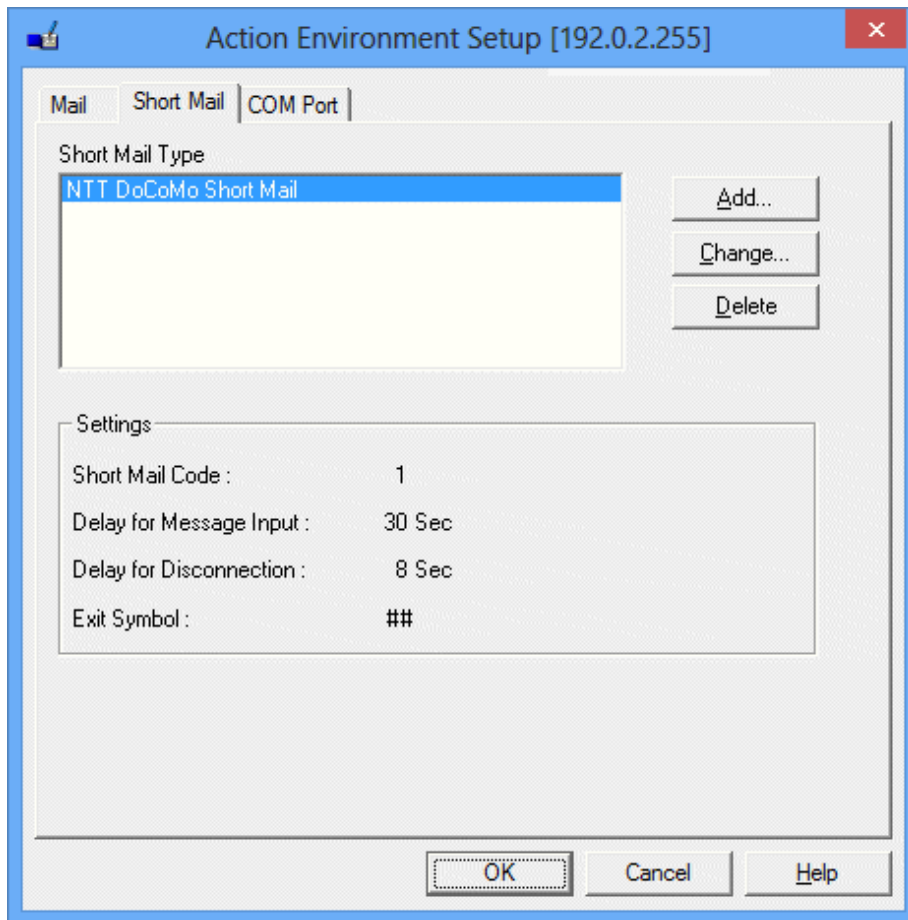 Action Environment Setup [192.0.2.255]
Mail Short Mail COM Port
Short Mail Type
NTT DoCoMo Short Mail
Add...
Change...
Delete
Settings
Short Mail Code : 1
Delay for Message Input : 30 Sec
Delay for Disconnection : 8 Sec
Exit Symbol : ##
OK Cancel Help